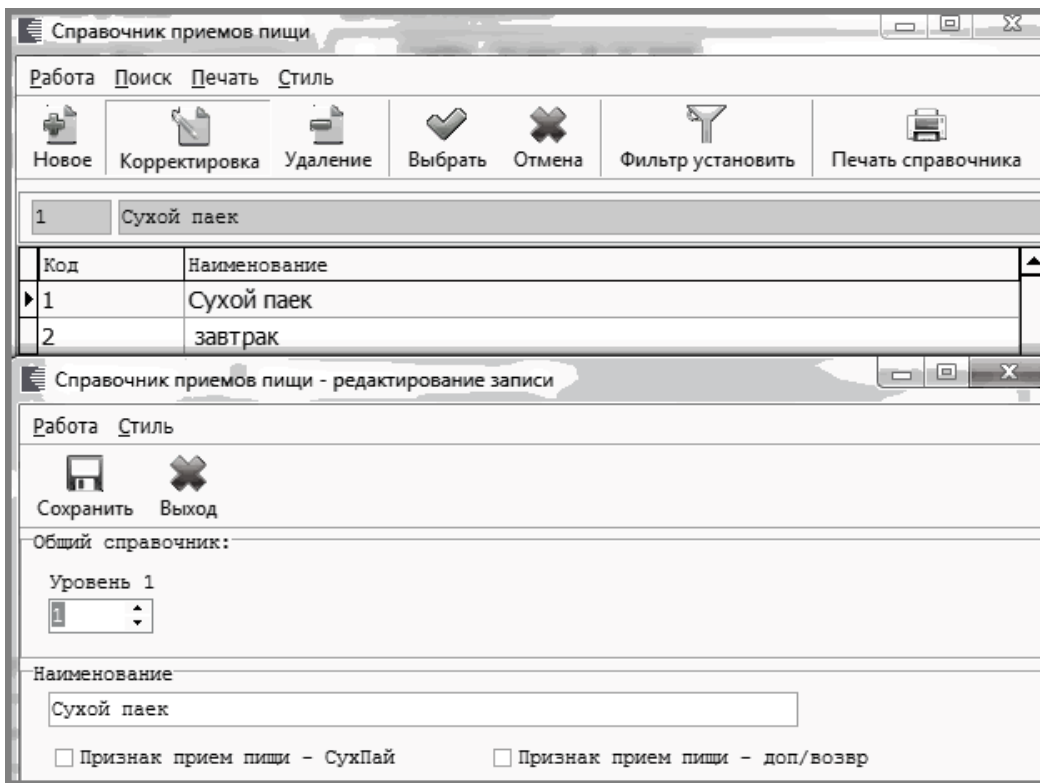 Справочник приемов пищи
Работа Поиск Печать Стиль
Новое Корректировка Удаление Выбрать Отмена Фильтр установить Печать справочника
1 Сухой паек
Код Наименование
1 Сухой паек
2 завтрак
Справочник приемов пищи - редактирование записи
Работа Стиль
Сохранить Выход
Общий справочник:
Уровень 1
1
Наименование
Сухой паек
Признак прием пищи - СухПай Признак прием пищи - доп/возвр